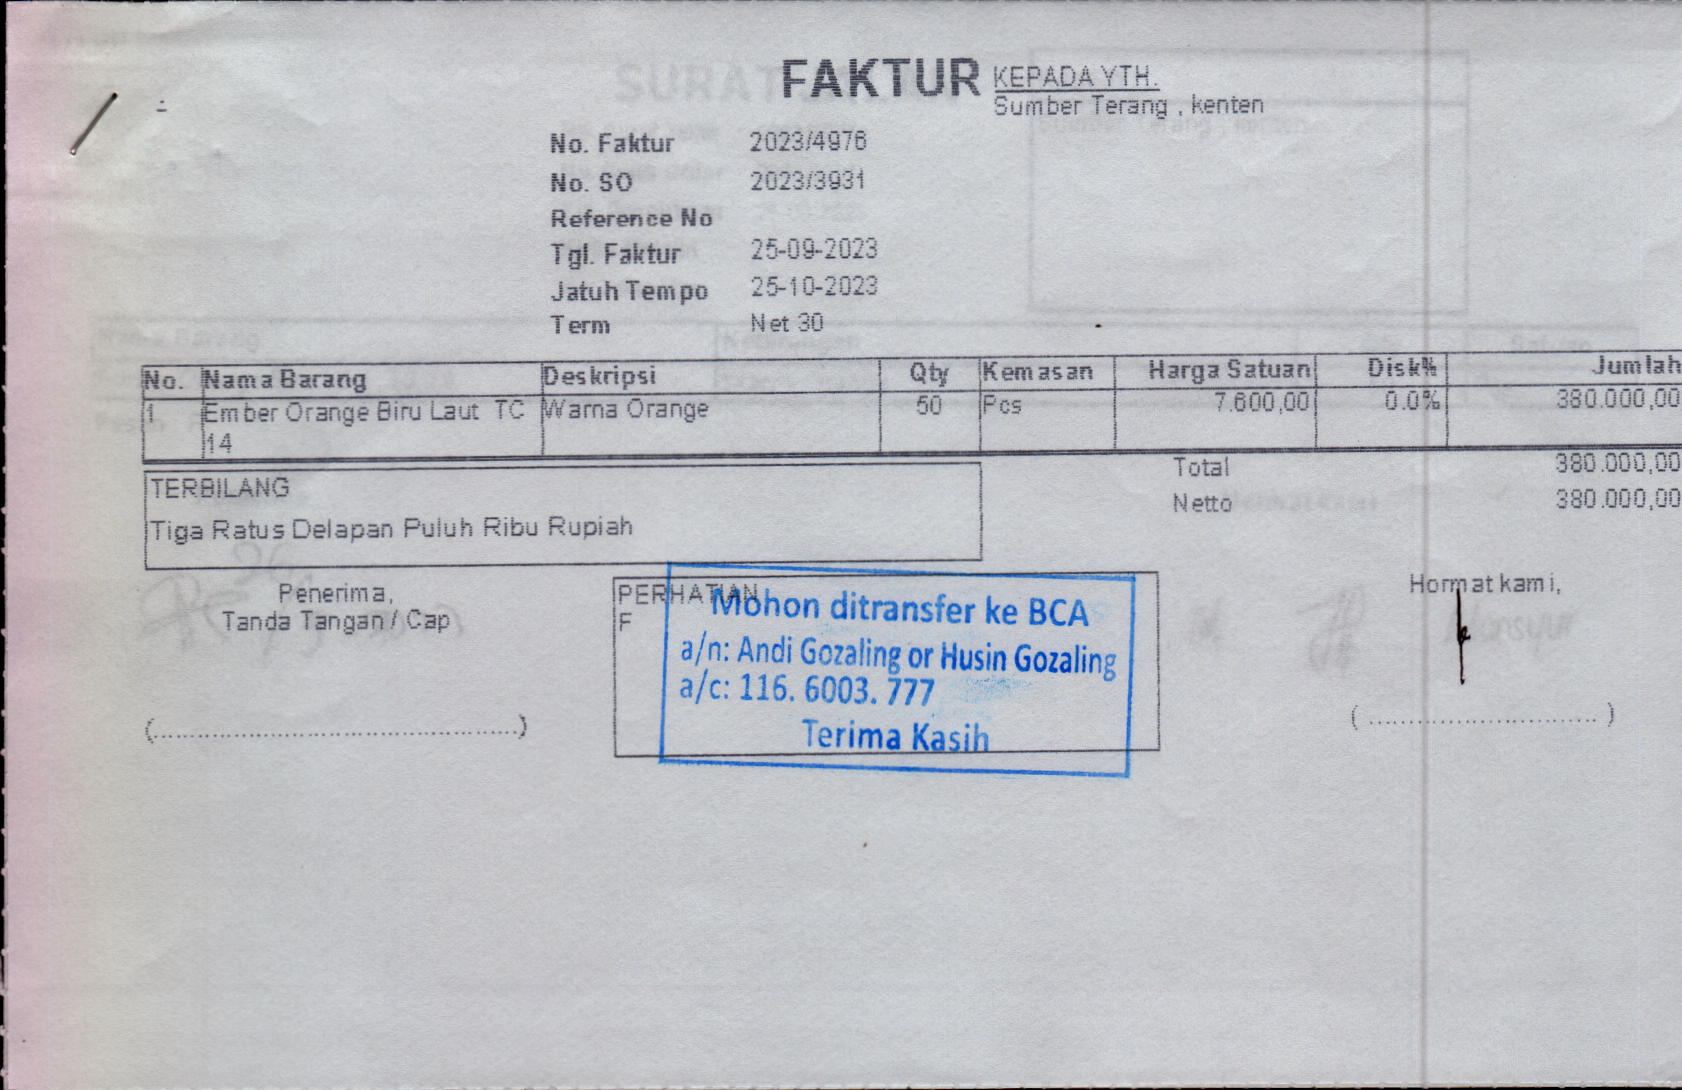 FAKTUR
KEPADA YTH.
Sumber Terang , kenten
No. Faktur 2023/4976
No. SO 2023/3931
Reference No
Tgl. Faktur 25-09-2023
Jatuh Tempo 25-10-2023
Term Net 30
No. Nama Barang Deskripsi Qty Kemasan Harga Satuan Disk% Jumlah
1 Ember Orange Biru Laut TC Warna Orange 50 Pcs 7.600,00 0.0% 380.000,00
14
Total 380.000,00
Netto 380.000,00
TERBILANG
Tiga Ratus Delapan Puluh Ribu Rupiah
Penerima,
Tanda Tangan / Cap
(..................................................)
PERHATIAN
F
Mohon ditransfer ke BCA
a/n: Andi Gozaling or Husin Gozaling
a/c: 116. 6003. 777
Terima Kasih
Hormat kami,
( ............................. )